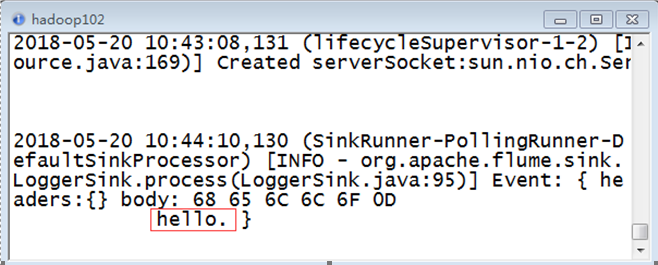 hadoop102
2018-05-20 10:43:08,131 (lifecycleSupervisor-1-2) [I
ource.java:169)] Created serverSocket:sun.nio.ch.Ser
2018-05-20 10:44:10,130 (SinkRunner-PollingRunner-D
efaultSinkProcessor) [INFO - org.apache.flume.sink.
LoggerSink.process(LoggerSink.java:95)] Event: { he
aders:{} body: 68 65 6C 6C 6F 0D
hello. }